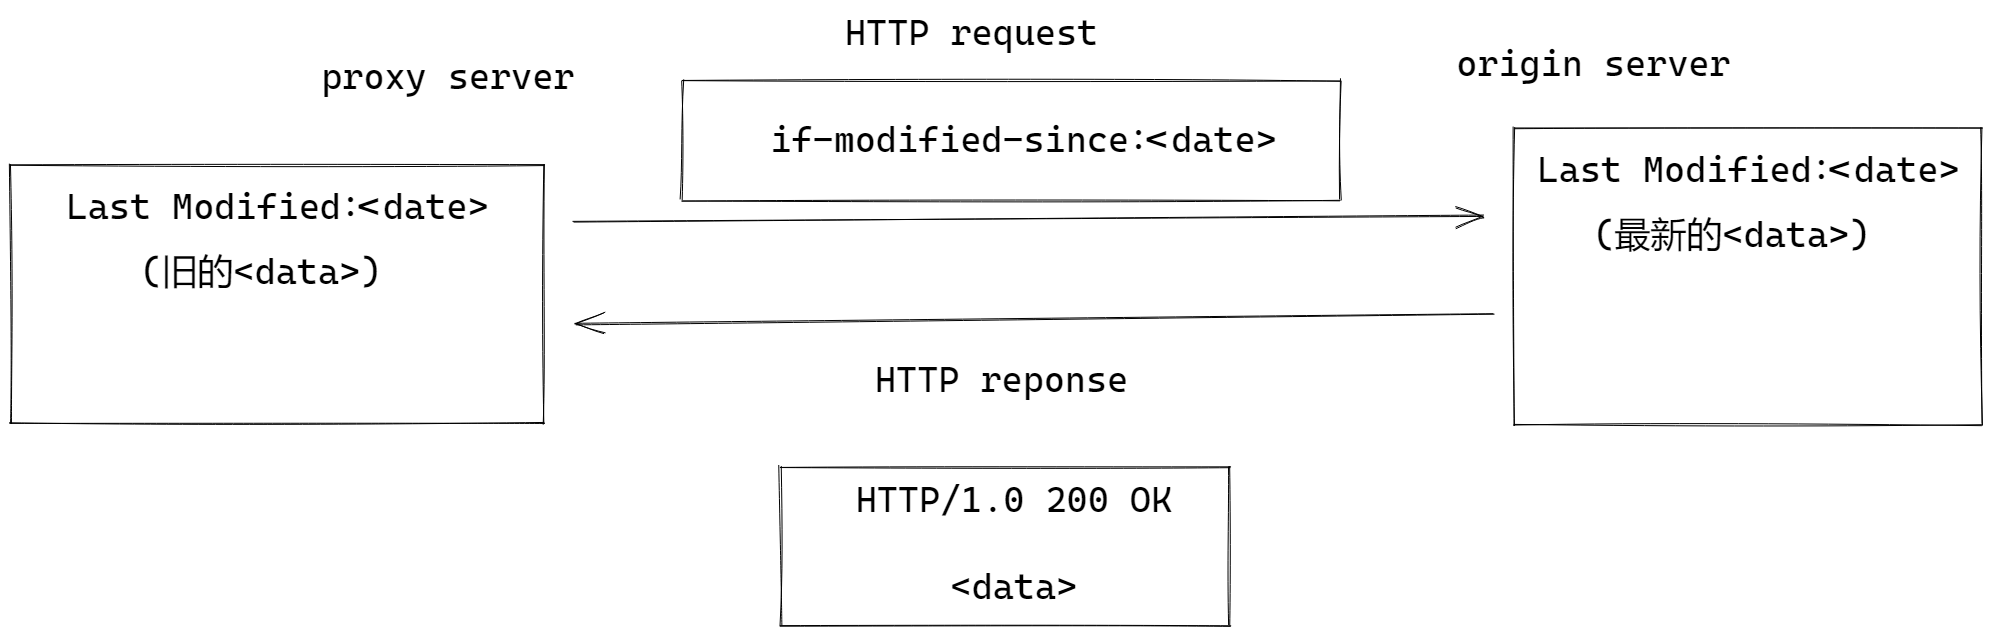 HTTP request
proxy server
origin server
if-modified-since:<date>
Last Modified:<date>
(旧的<data>)
Last Modified:<date>
(最新的<data>)
HTTP reponse
HTTP/1.0 200 OK
<data>